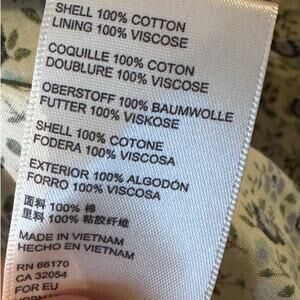 SHELL 100% COTTON
LINING 100% VISCOSE
COQUILLE 100% COTON
DOUBLURE 100% VISCOSE
OBERSTOFF 100% BAUMWOLLE
FUTTER 100% VISKOSE
SHELL 100% COTONE
FODERA 100% VISCOSA
EXTERIOR 100% ALGODÓN
FORRO 100% VISCOSA
面料 100% 棉
里料 100% 粘胶纤维
MADE IN VIETNAM
HECHO EN VIETNAM
RN 66170
CA 32054
FOR EU